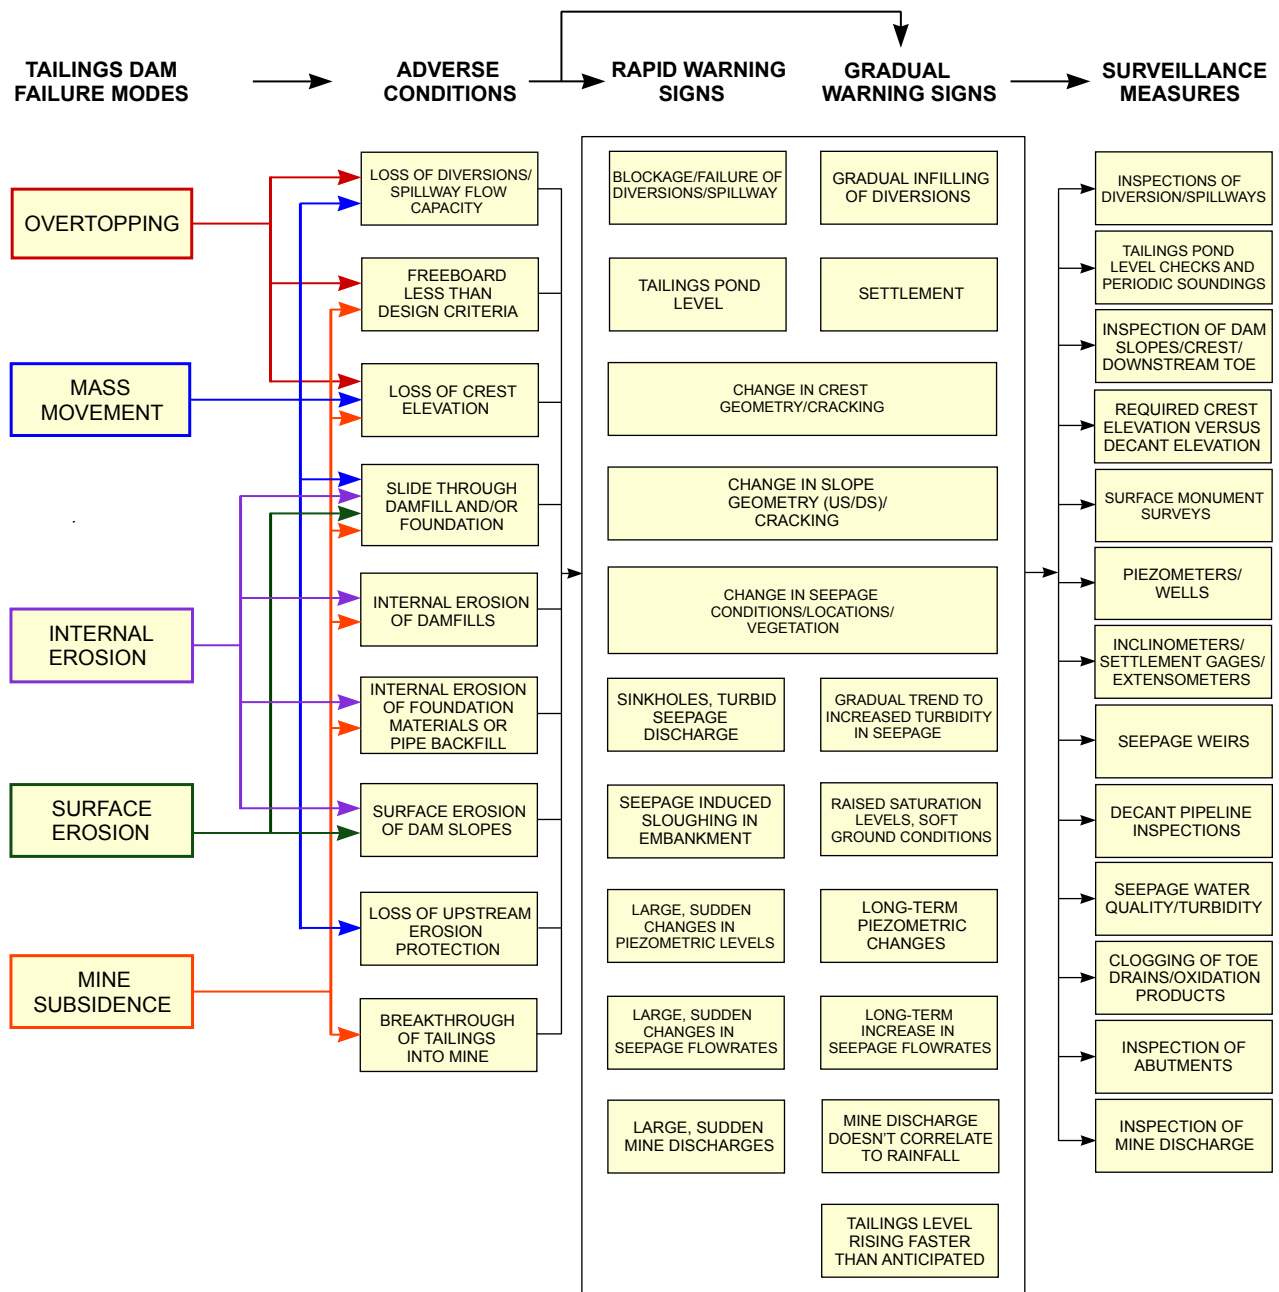 TAILINGS DAM
FAILURE MODES
ADVERSE
CONDITIONS
RAPID WARNING
SIGNS
GRADUAL
WARNING SIGNS
SURVEILLANCE
MEASURES
OVERTOPPING
MASS
MOVEMENT
INTERNAL
EROSION
SURFACE
EROSION
MINE
SUBSIDENCE
LOSS OF DIVERSIONS/
SPILLWAY FLOW
CAPACITY
FREEBOARD
LESS THAN
DESIGN CRITERIA
LOSS OF CREST
ELEVATION
SLIDE THROUGH
DAMFILL AND/OR
FOUNDATION
INTERNAL EROSION
OF DAMFILLS
INTERNAL EROSION
OF FOUNDATION
MATERIALS OR
PIPE BACKFILL
SURFACE EROSION
OF DAM SLOPES
LOSS OF UPSTREAM
EROSION
PROTECTION
BREAKTHROUGH
OF TAILINGS
INTO MINE
BLOCKAGE/FAILURE OF
DIVERSIONS/SPILLWAY
GRADUAL INFILLING
OF DIVERSIONS
TAILINGS POND
LEVEL
SETTLEMENT
CHANGE IN CREST
GEOMETRY/CRACKING
CHANGE IN SLOPE
GEOMETRY (US/DS)/
CRACKING
CHANGE IN SEEPAGE
CONDITIONS/LOCATIONS/
VEGETATION
SINKHOLES, TURBID
SEEPAGE
DISCHARGE
GRADUAL TREND TO
INCREASED TURBIDITY
IN SEEPAGE
SEEPAGE INDUCED
SLOUGHING IN
EMBANKMENT
RAISED SATURATION
LEVELS, SOFT
GROUND CONDITIONS
LARGE, SUDDEN
CHANGES IN
PIEZOMETRIC LEVELS
LONG-TERM
PIEZOMETRIC
CHANGES
LARGE, SUDDEN
CHANGES IN
SEEPAGE FLOWRATES
LONG-TERM
INCREASE IN
SEEPAGE FLOWRATES
LARGE, SUDDEN
MINE DISCHARGES
MINE DISCHARGE
DOESN'T CORRELATE
TO RAINFALL
TAILINGS LEVEL
RISING FASTER
THAN ANTICIPATED
INSPECTIONS OF
DIVERSION/SPILLWAYS
TAILINGS POND
LEVEL CHECKS AND
PERIODIC SOUNDINGS
INSPECTION OF DAM
SLOPES/CREST/
DOWNSTREAM TOE
REQUIRED CREST
ELEVATION VERSUS
DECANT ELEVATION
SURFACE MONUMENT
SURVEYS
PIEZOMETERS/
WELLS
INCLINOMETERS/
SETTLEMENT GAGES/
EXTENSOMETERS
SEEPAGE WEIRS
DECANT PIPELINE
INSPECTIONS
SEEPAGE WATER
QUALITY/TURBIDITY
CLOGGING OF TOE
DRAINS/OXIDATION
PRODUCTS
INSPECTION OF
ABUTMENTS
INSPECTION OF
MINE DISCHARGE